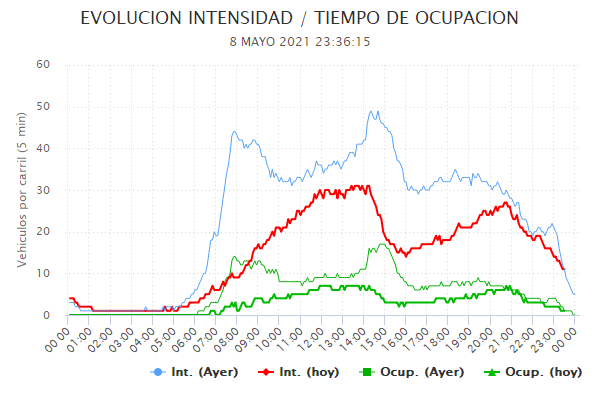 EVOLUCION INTENSIDAD / TIEMPO DE OCUPACION
8 MAYO 2021 23:36:15
Vehiculos por carril (5 min)
60
50
40
30
20
10
0
00:00 01:00 02:00 03:00 04:00 05:00 06:00 07:00 08:00 09:00 10:00 11:00 12:00 13:00 14:00 15:00 16:00 17:00 18:00 19:00 20:00 21:00 22:00 23:00 00:00
Int. (Ayer) Int. (hoy) Ocup. (Ayer) Ocup. (hoy)